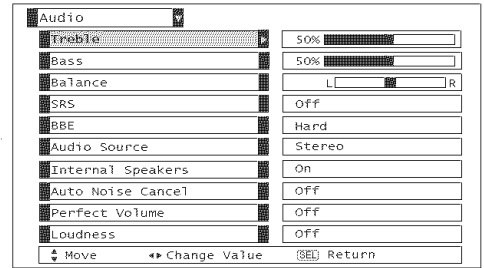 Audio
Treble 50%
Bass 50%
Balance L R
SRS Off
BBE Hard
Audio Source Stereo
Internal Speakers On
Auto Noise Cancel Off
Perfect Volume Off
Loudness Off
Move Change Value SEL Return